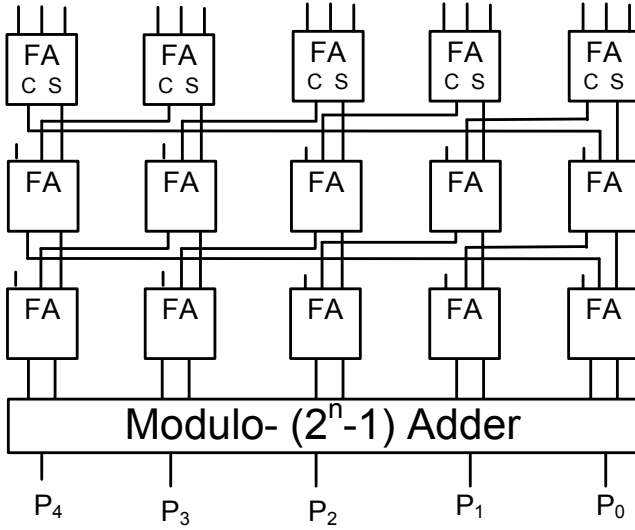 FA FA FA FA FA
C S C S C S C S C S
FA FA FA FA FA
FA FA FA FA FA
Modulo- (2ⁿ-1) Adder
P₄ P₃ P₂ P₁ P₀